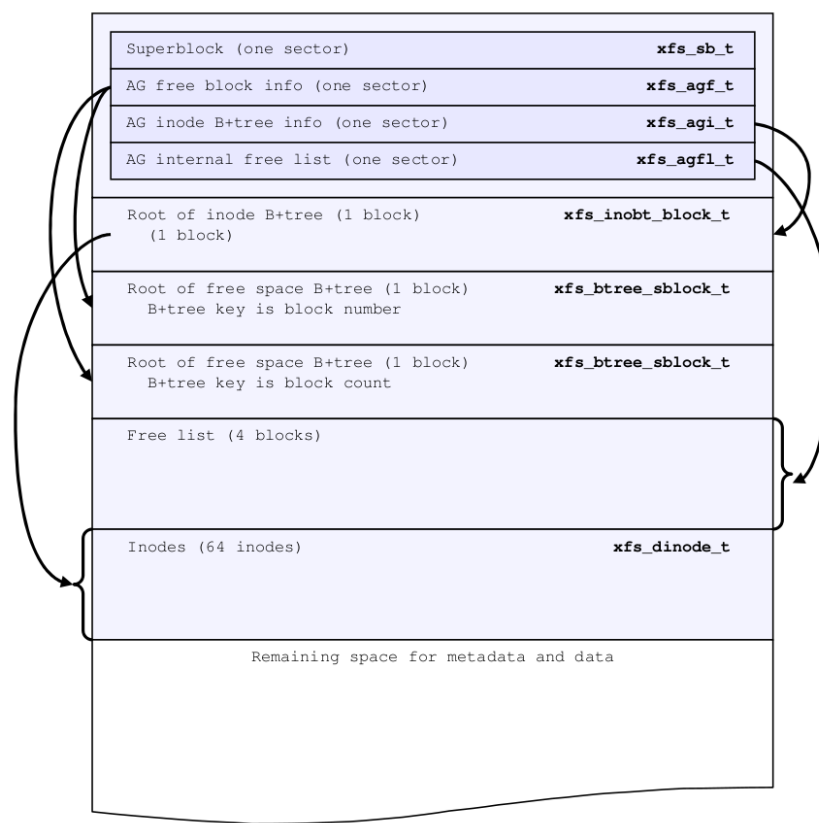 Superblock (one sector) xfs_sb_t
AG free block info (one sector) xfs_agf_t
AG inode B+tree info (one sector) xfs_agi_t
AG internal free list (one sector) xfs_agfl_t
Root of inode B+tree (1 block) xfs_inobt_block_t
(1 block)
Root of free space B+tree (1 block) xfs_btree_sblock_t
B+tree key is block number
Root of free space B+tree (1 block) xfs_btree_sblock_t
B+tree key is block count
Free list (4 blocks)
Inodes (64 inodes) xfs_dinode_t
Remaining space for metadata and data